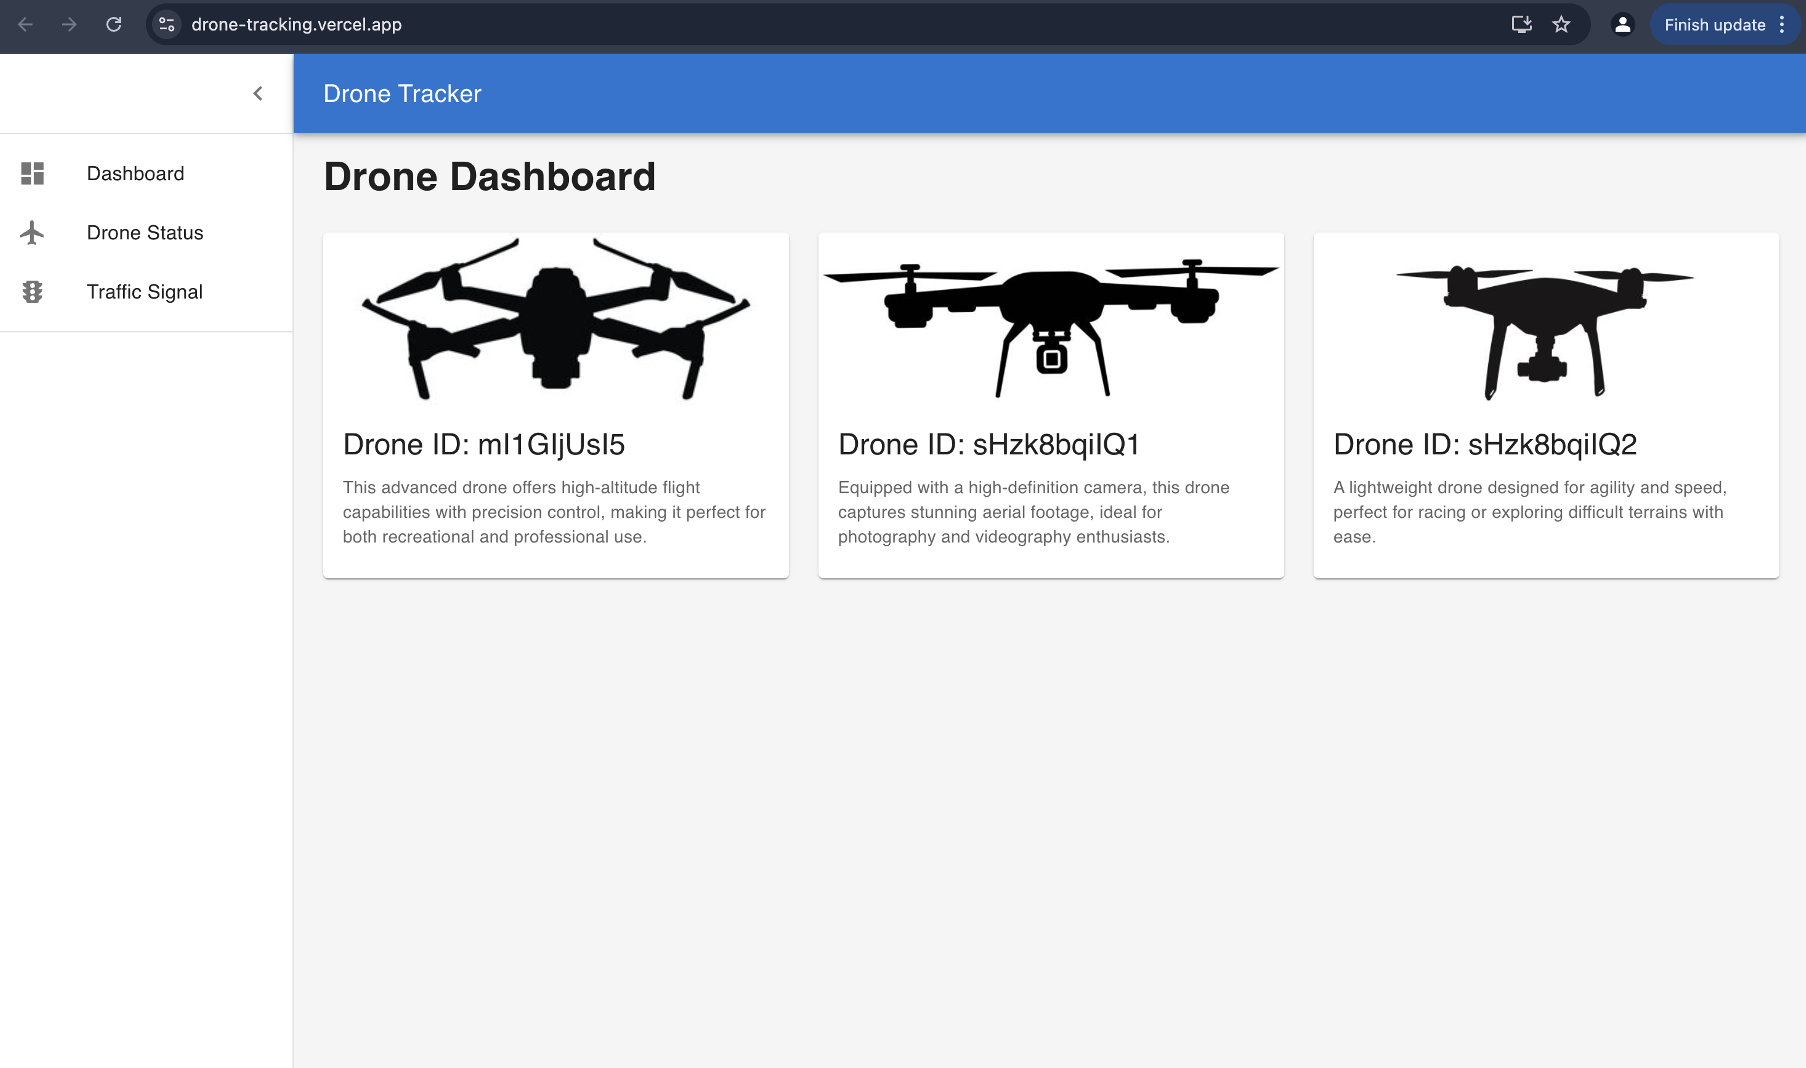 drone-tracking.vercel.app
Finish update
Drone Tracker
Dashboard
Drone Status
Traffic Signal
Drone Dashboard
Drone ID: mI1GIjUsI5
This advanced drone offers high-altitude flight
capabilities with precision control, making it perfect for
both recreational and professional use.
Drone ID: sHzk8bqiIQ1
Equipped with a high-definition camera, this drone
captures stunning aerial footage, ideal for
photography and videography enthusiasts.
Drone ID: sHzk8bqiIQ2
A lightweight drone designed for agility and speed,
perfect for racing or exploring difficult terrains with
ease.